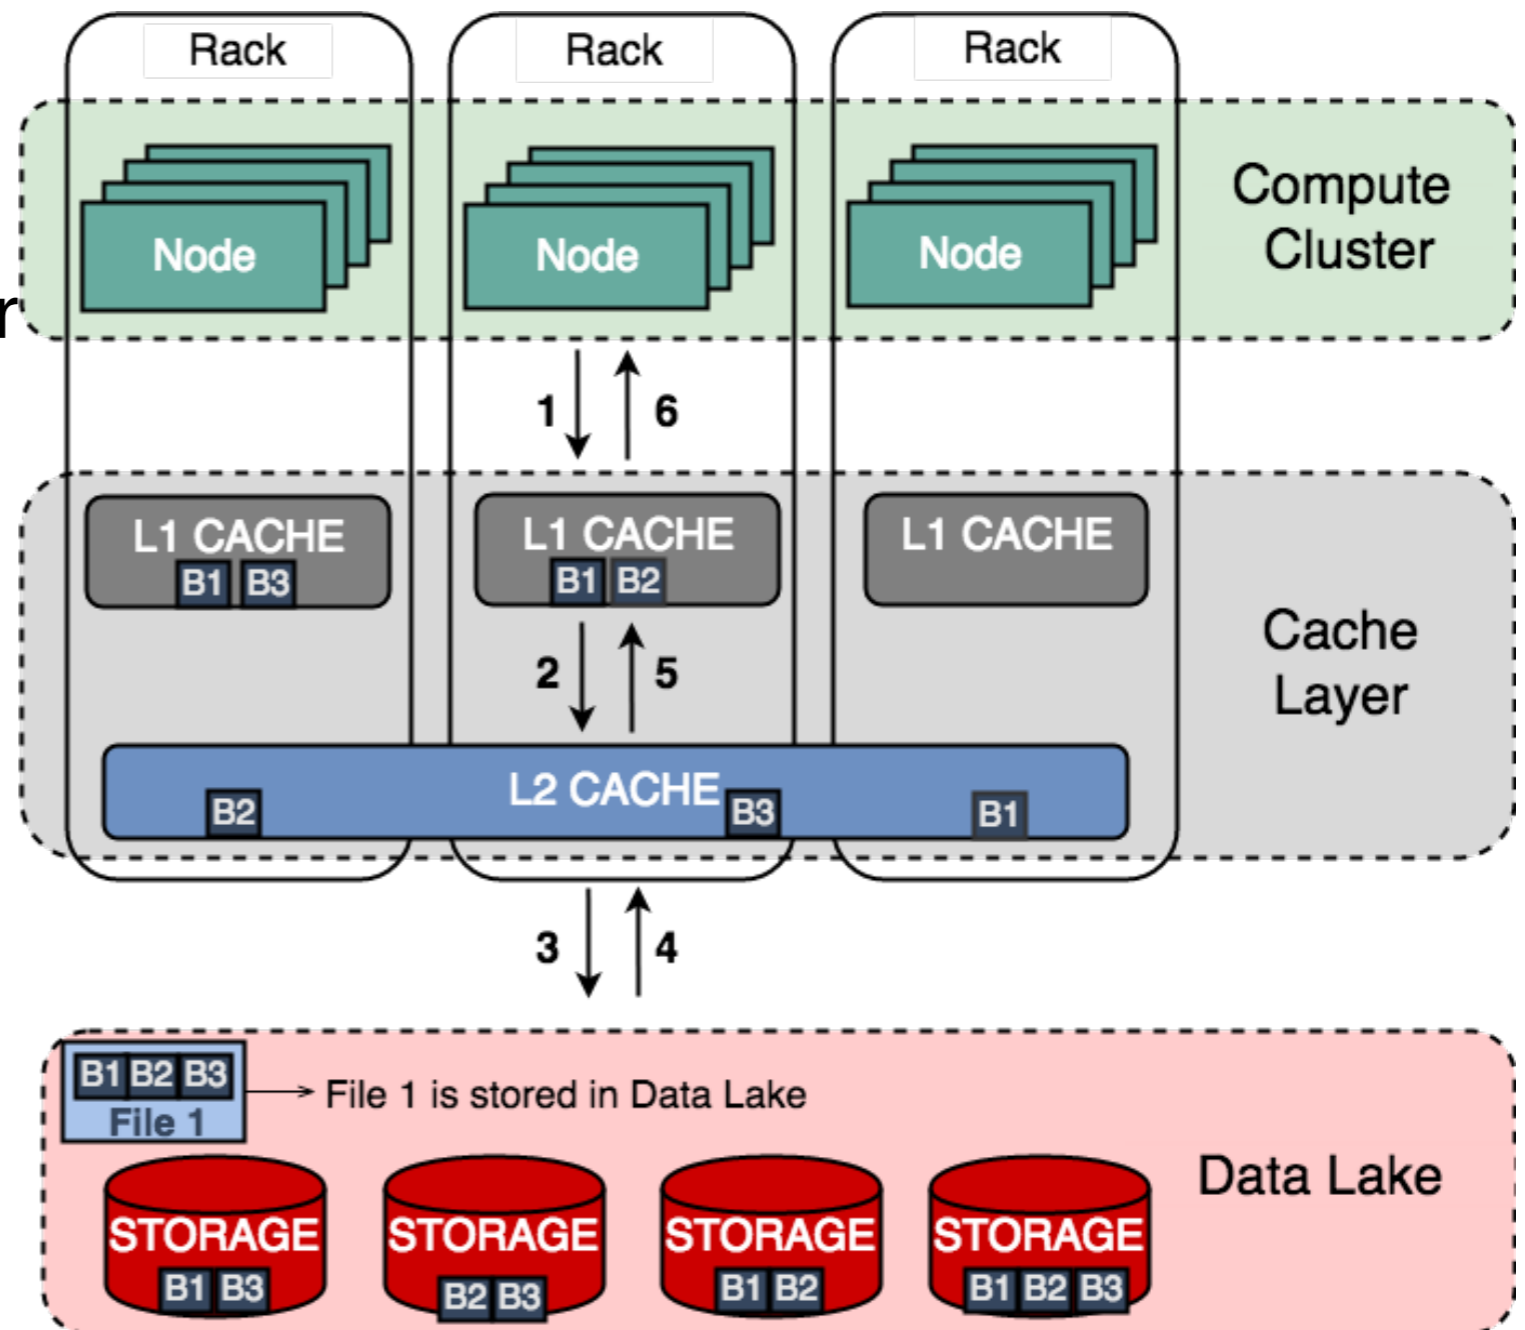 Rack
Rack
Rack
Node
Node
Node
Compute
Cluster
r
1
6
L1 CACHE
B1 B3
L1 CACHE
B1 B2
L1 CACHE
Cache
Layer
2
5
L2 CACHE
B2
B3
B1
3
4
B1 B2 B3
File 1
File 1 is stored in Data Lake
Data Lake
STORAGE
B1 B3
STORAGE
B2 B3
STORAGE
B1 B2
STORAGE
B1 B2 B3